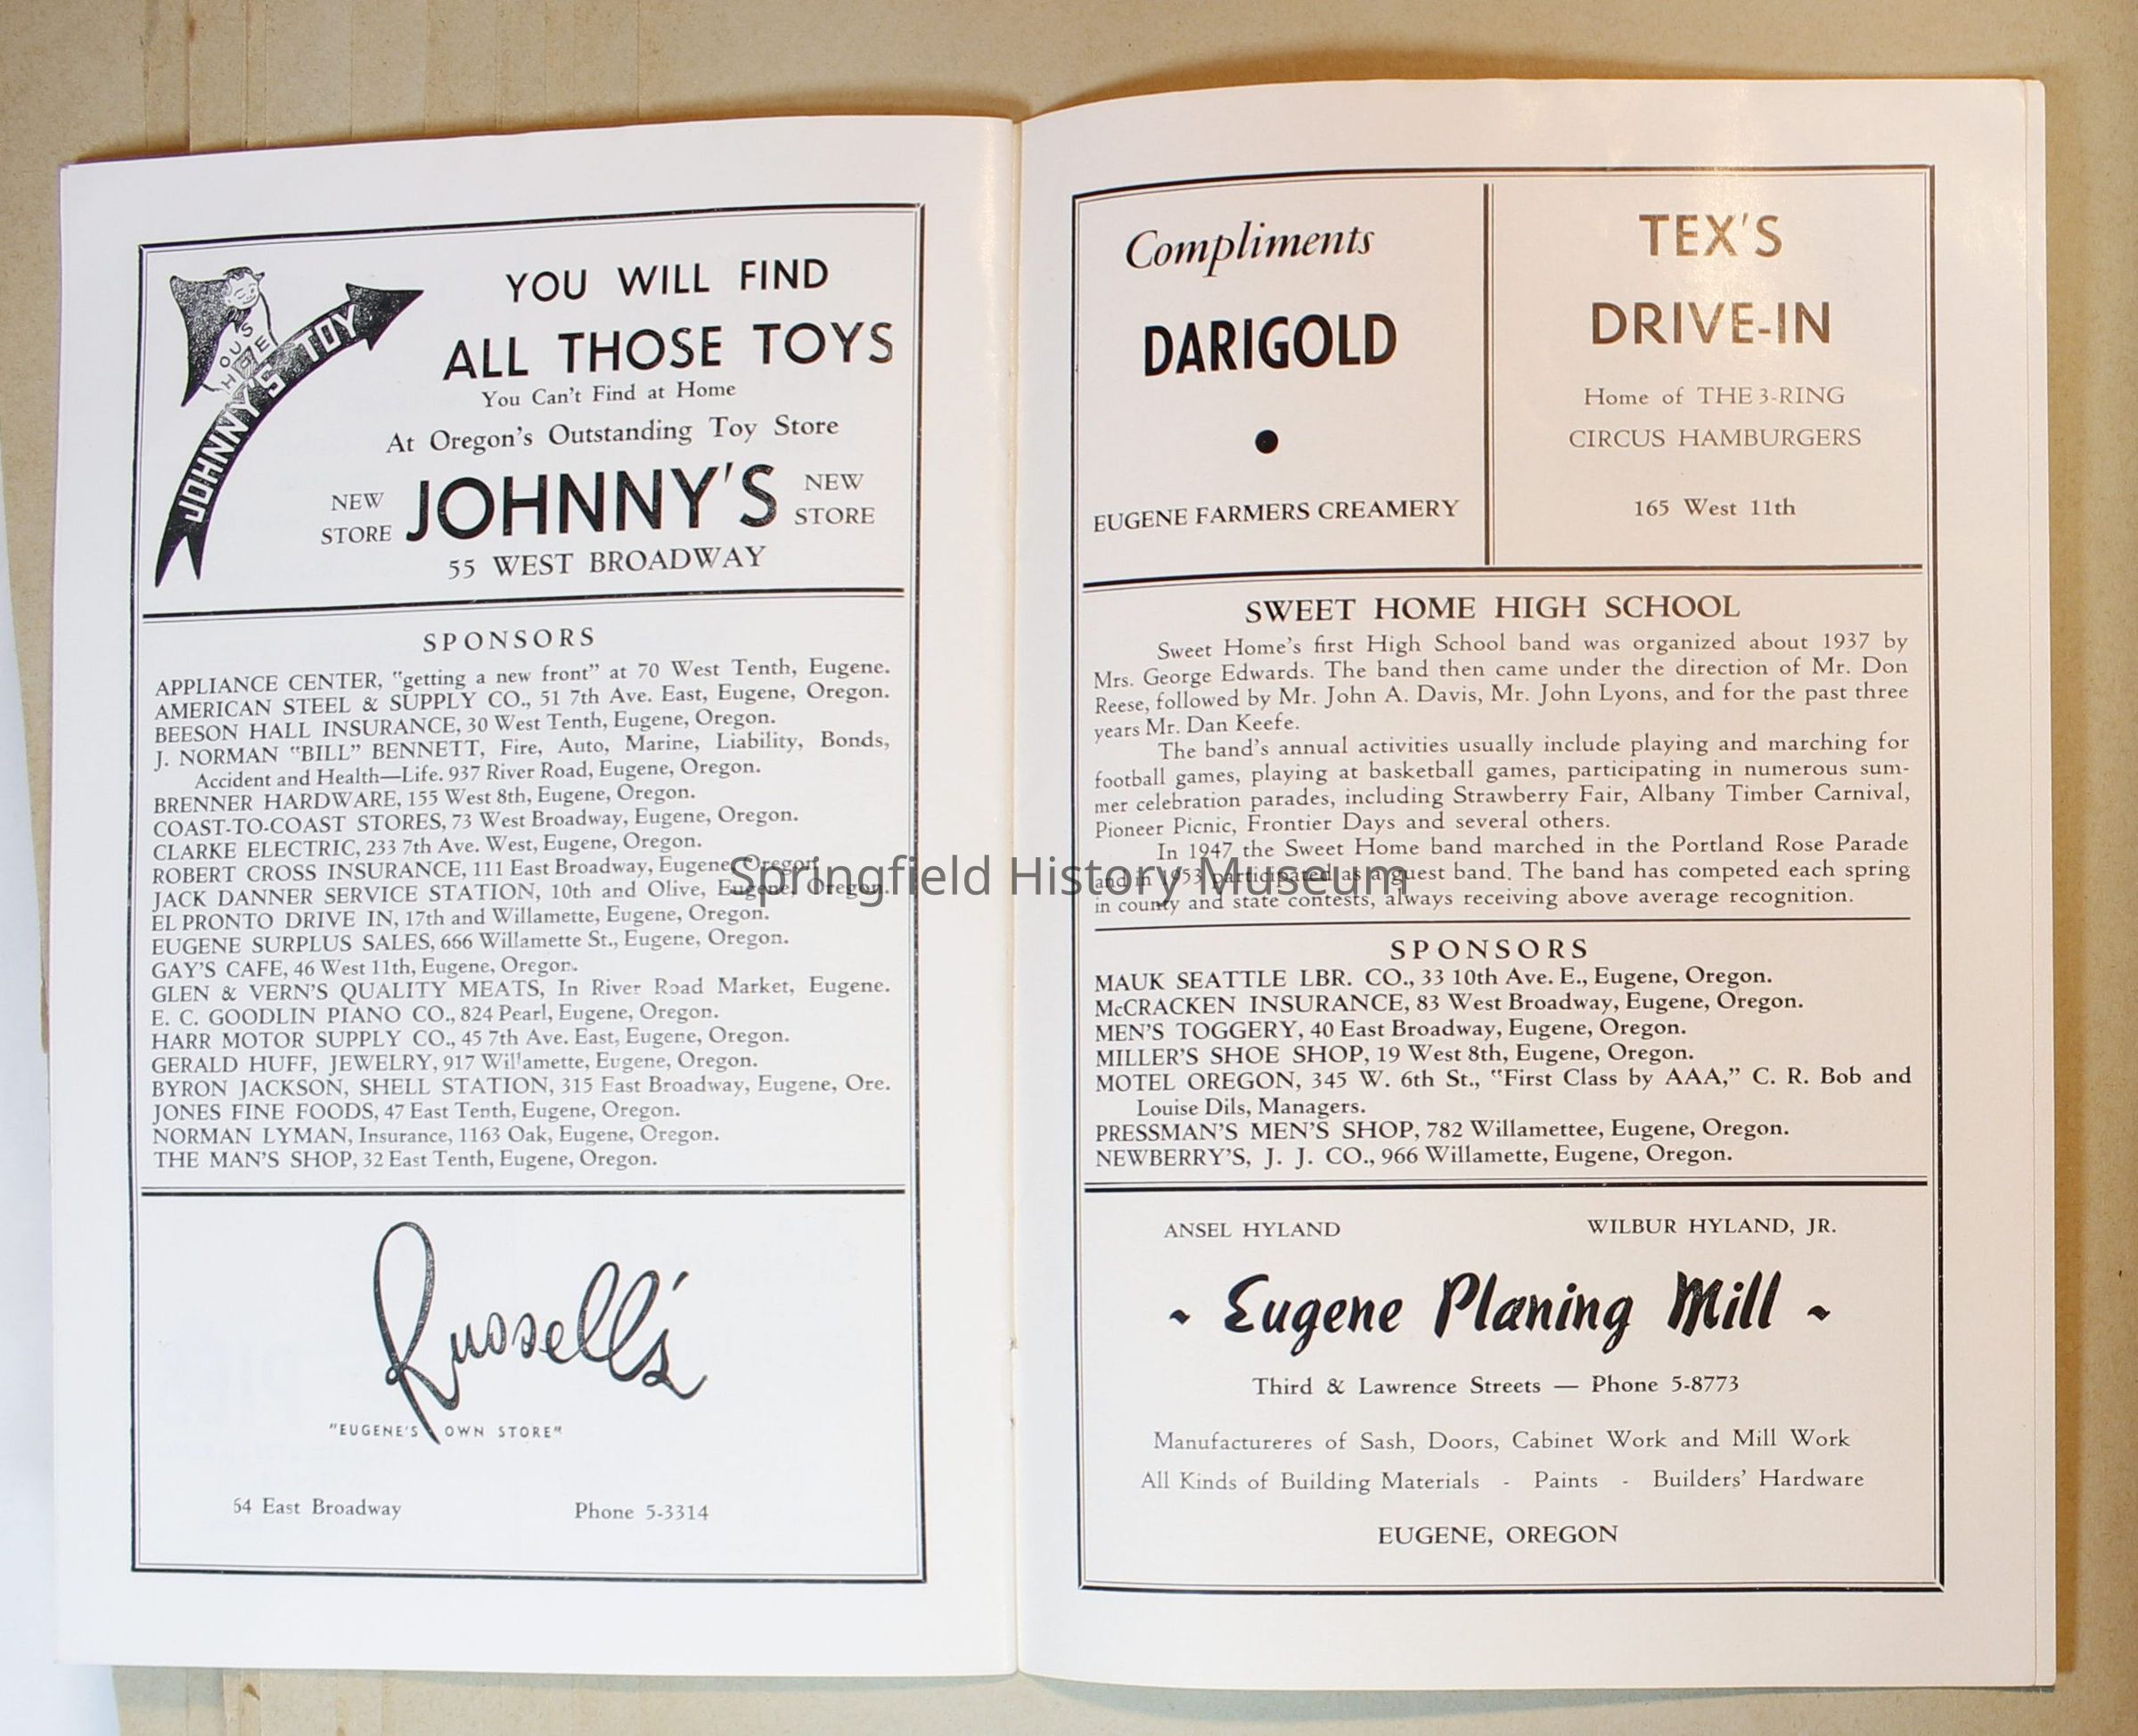 JOHNNY'S TOY
HOUSE
YOU WILL FIND
ALL THOSE TOYS
You Can't Find at Home
At Oregon's Outstanding Toy Store
NEW STORE JOHNNY'S NEW STORE
55 WEST BROADWAY
SPONSORS
APPLIANCE CENTER, "getting a new front" at 70 West Tenth, Eugene.
AMERICAN STEEL & SUPPLY CO., 51 7th Ave. East, Eugene, Oregon.
BEESON HALL INSURANCE, 30 West Tenth, Eugene, Oregon.
J. NORMAN "BILL" BENNETT, Fire, Auto, Marine, Liability, Bonds,
Accident and Health—Life. 937 River Road, Eugene, Oregon.
BRENNER HARDWARE, 155 West 8th, Eugene, Oregon.
COAST-TO-COAST STORES, 73 West Broadway, Eugene, Oregon.
CLARKE ELECTRIC, 233 7th Ave. West, Eugene, Oregon.
ROBERT CROSS INSURANCE, 111 East Broadway, Eugene, Oregon.
JACK DANNER SERVICE STATION, 10th and Olive, Eugene, Oregon.
EL PRONTO DRIVE IN, 17th and Willamette, Eugene, Oregon.
EUGENE SURPLUS SALES, 666 Willamette St., Eugene, Oregon.
GAY'S CAFE, 46 West 11th, Eugene, Oregon.
GLEN & VERN'S QUALITY MEATS, In River Road Market, Eugene.
E. C. GOODLIN PIANO CO., 824 Pearl, Eugene, Oregon.
HARR MOTOR SUPPLY CO., 45 7th Ave. East, Eugene, Oregon.
GERALD HUFF, JEWELRY, 917 Willamette, Eugene, Oregon.
BYRON JACKSON, SHELL STATION, 315 East Broadway, Eugene, Ore.
JONES FINE FOODS, 47 East Tenth, Eugene, Oregon.
NORMAN LYMAN, Insurance, 1163 Oak, Eugene, Oregon.
THE MAN'S SHOP, 32 East Tenth, Eugene, Oregon.
Russell's
"EUGENE'S OWN STORE"
54 East Broadway Phone 5-3314
Compliments
DARIGOLD
EUGENE FARMERS CREAMERY
TEX'S
DRIVE-IN
Home of THE 3-RING
CIRCUS HAMBURGERS
165 West 11th
SWEET HOME HIGH SCHOOL
Sweet Home's first High School band was organized about 1937 by
Mrs. George Edwards. The band then came under the direction of Mr. Don
Reese, followed by Mr. John A. Davis, Mr. John Lyons, and for the past three
years Mr. Dan Keefe.
The band's annual activities usually include playing and marching for
football games, playing at basketball games, participating in numerous sum-
mer celebration parades, including Strawberry Fair, Albany Timber Carnival,
Pioneer Picnic, Frontier Days and several others.
In 1947 the Sweet Home band marched in the Portland Rose Parade
and in 1953 participated as a guest band. The band has competed each spring
in county and state contests, always receiving above average recognition.
SPONSORS
MAUK SEATTLE LBR. CO., 33 10th Ave. E., Eugene, Oregon.
McCRACKEN INSURANCE, 83 West Broadway, Eugene, Oregon.
MEN'S TOGGERY, 40 East Broadway, Eugene, Oregon.
MILLER'S SHOE SHOP, 19 West 8th, Eugene, Oregon.
MOTEL OREGON, 345 W. 6th St., "First Class by AAA," C. R. Bob and
Louise Dils, Managers.
PRESSMAN'S MEN'S SHOP, 782 Willamettee, Eugene, Oregon.
NEWBERRY'S, J. J. CO., 966 Willamette, Eugene, Oregon.
ANSEL HYLAND WILBUR HYLAND, JR.
~ Eugene Planing Mill ~
Third & Lawrence Streets — Phone 5-8773
Manufactureres of Sash, Doors, Cabinet Work and Mill Work
All Kinds of Building Materials - Paints - Builders' Hardware
EUGENE, OREGON
Springfield History Museum